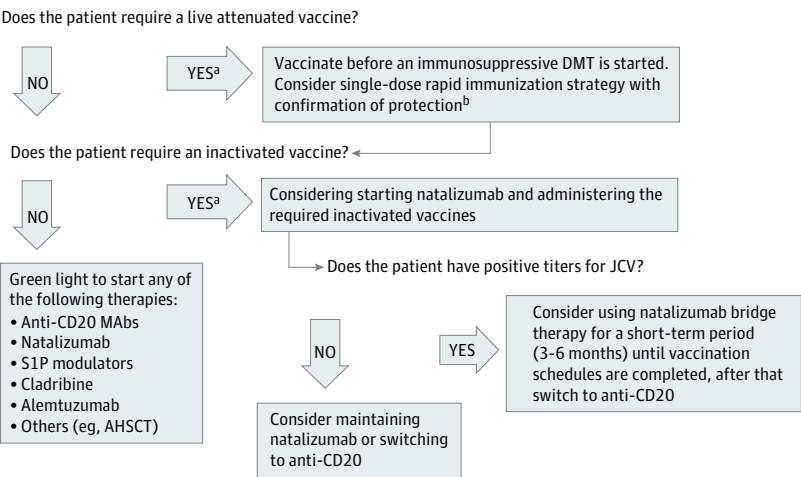 Does the patient require a live attenuated vaccine?
NO
YESa
Vaccinate before an immunosuppressive DMT is started.
Consider single-dose rapid immunization strategy with
confirmation of protectionb
Does the patient require an inactivated vaccine?
NO
YESa
Considering starting natalizumab and administering the
required inactivated vaccines
Green light to start any of
the following therapies:
• Anti-CD20 MAbs
• Natalizumab
• S1P modulators
• Cladribine
• Alemtuzumab
• Others (eg, AHSCT)
Does the patient have positive titers for JCV?
NO
YES
Consider using natalizumab bridge
therapy for a short-term period
(3-6 months) until vaccination
schedules are completed, after that
switch to anti-CD20
Consider maintaining
natalizumab or switching
to anti-CD20